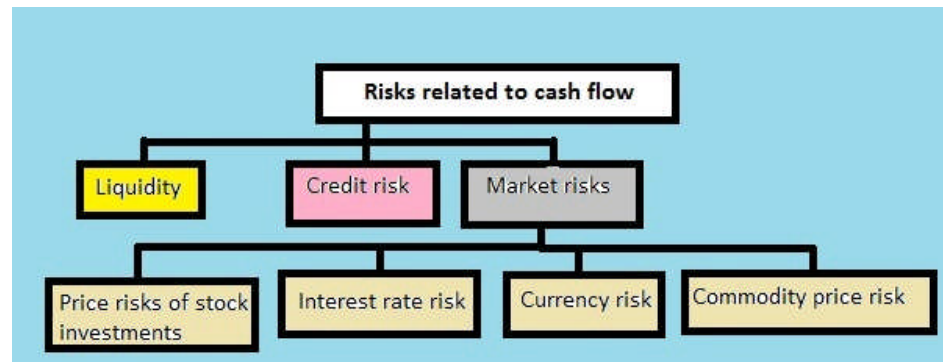 Risks related to cash flow
Liquidity
Credit risk
Market risks
Price risks of stock
investments
Interest rate risk
Currency risk
Commodity price risk